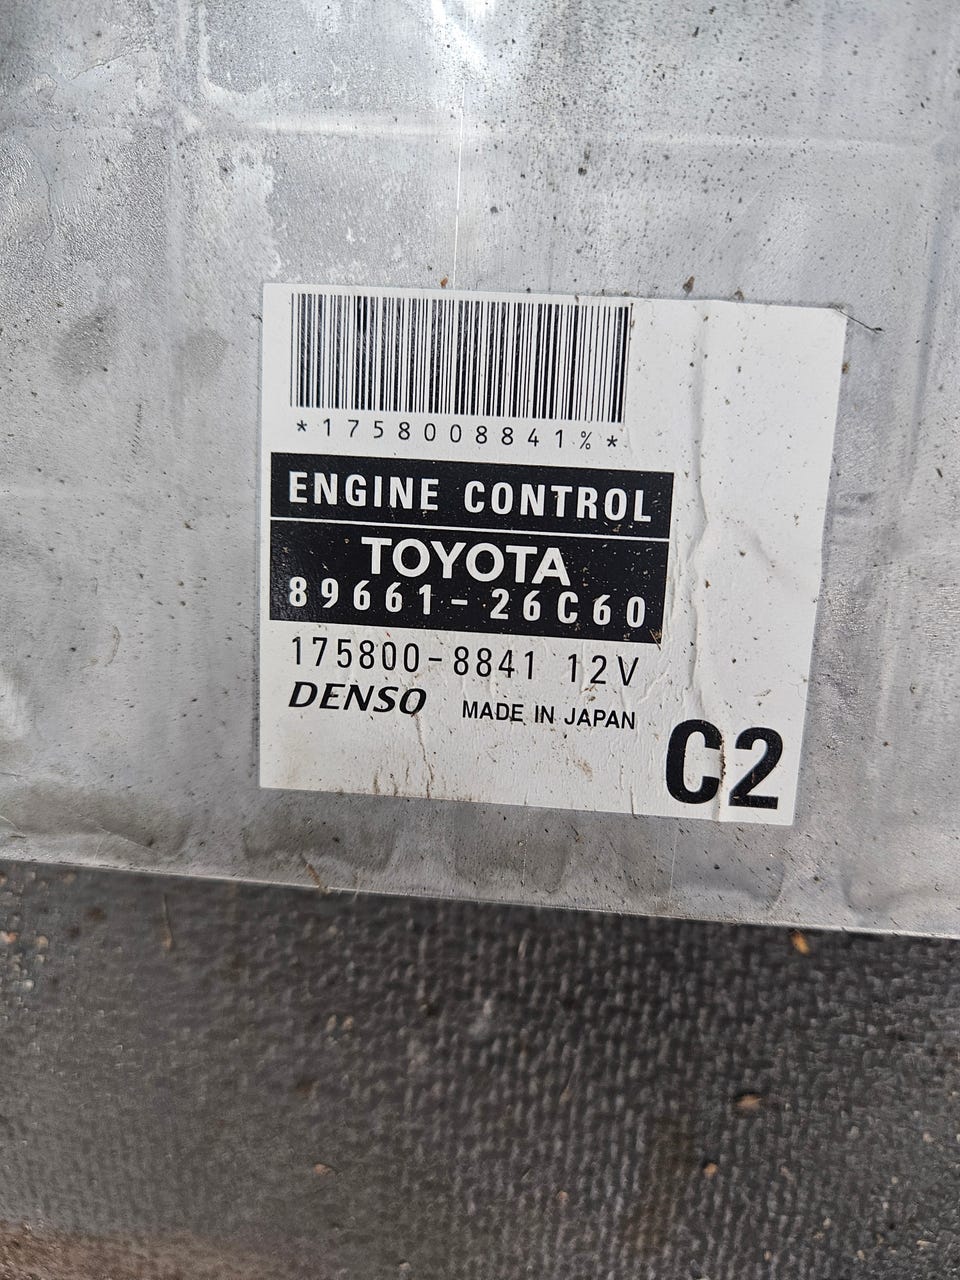 *1758008841%*
ENGINE CONTROL
TOYOTA
89661-26C60
175800-8841 12V
DENSO MADE IN JAPAN
C2